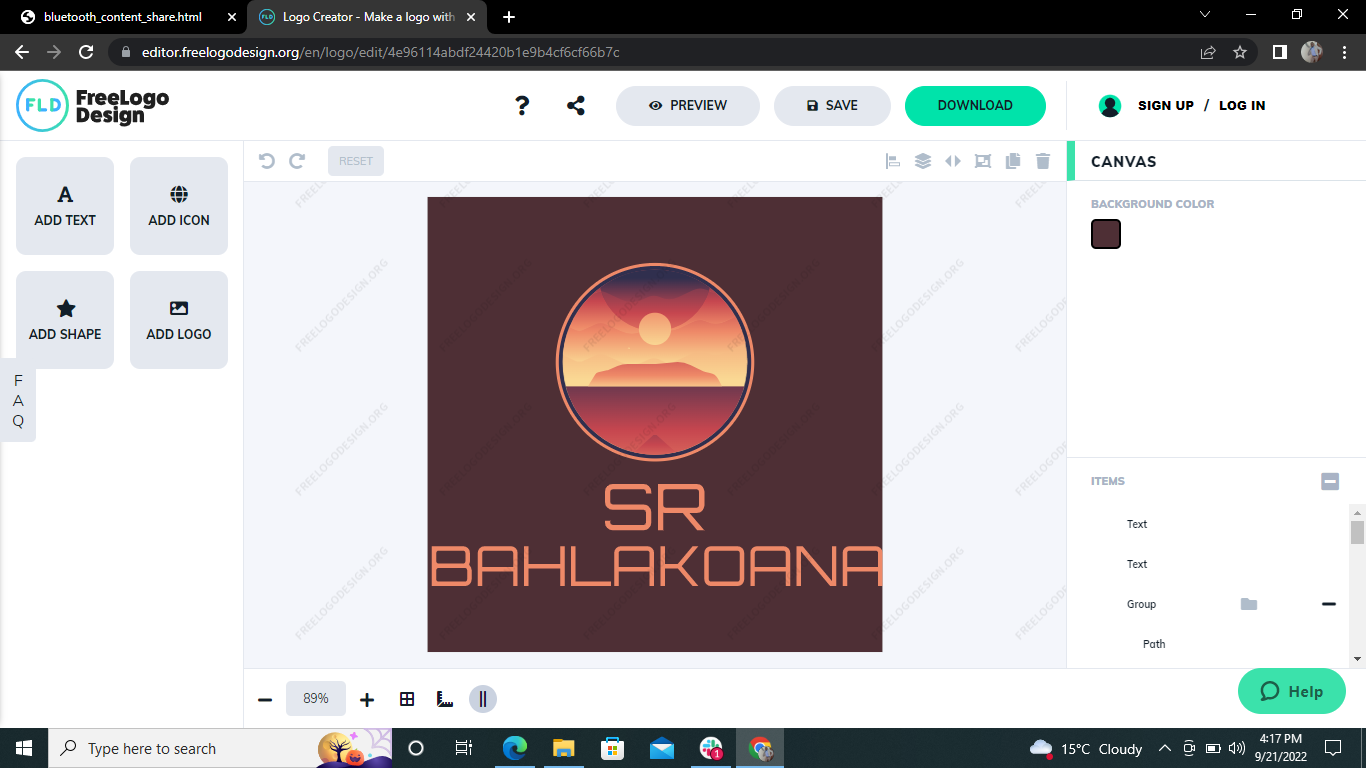 bluetooth_content_share.html
FLD
Logo Creator - Make a logo with
editor.freelogodesign.org/en/logo/edit/4e96114abdf24420b1e9b4cf6cf66b7c
FLD
FreeLogo
Design
?
PREVIEW
SAVE
DOWNLOAD
SIGN UP / LOG IN
A
ADD TEXT
ADD ICON
ADD SHAPE
ADD LOGO
F
A
Q
RESET
FREELOGODESIGN.ORG
SR
BAHLAKOANA
CANVAS
BACKGROUND COLOR
ITEMS
Text
Text
Group
Path
89%
Help
Type here to search
1
15°C Cloudy
4:17 PM
9/21/2022